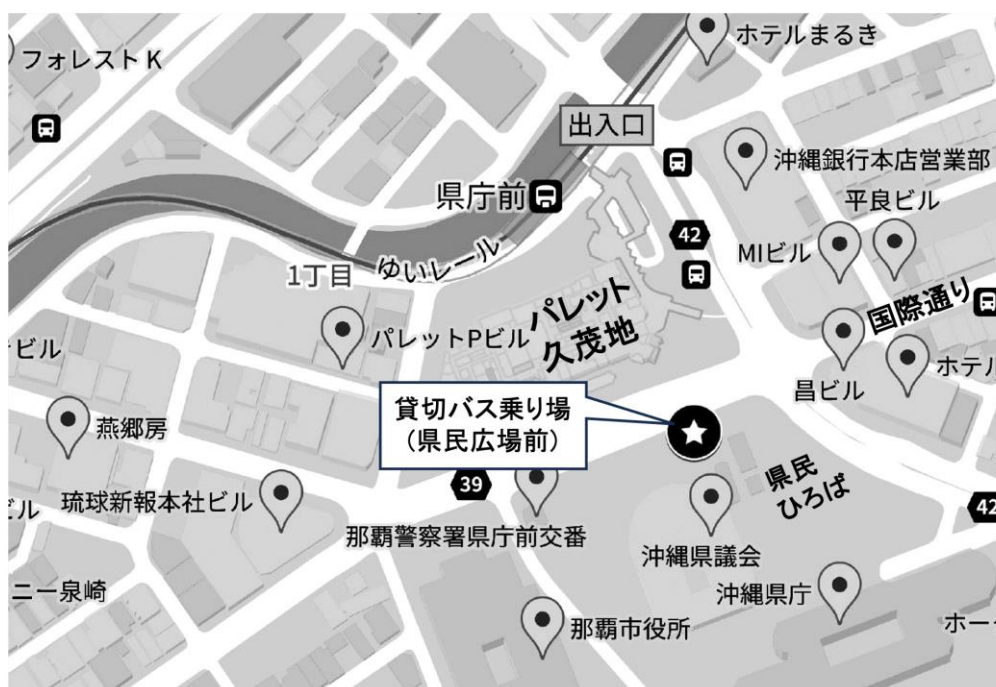 ホテルまるき
フォレストK
出入口
沖縄銀行本店営業部
県庁前
平良ビル
42
MIビル
ゆいレール
1丁目
国際通り
パレット
久茂地
パレットPビル
ビル
ホテル
昌ビル
貸切バス乗り場
(県民広場前)
燕郷房
39
県民
ひろば
琉球新報本社ビル
ビル
42
那覇警察署県庁前交番
沖縄県議会
ニー泉崎
沖縄県庁
那覇市役所
ホー